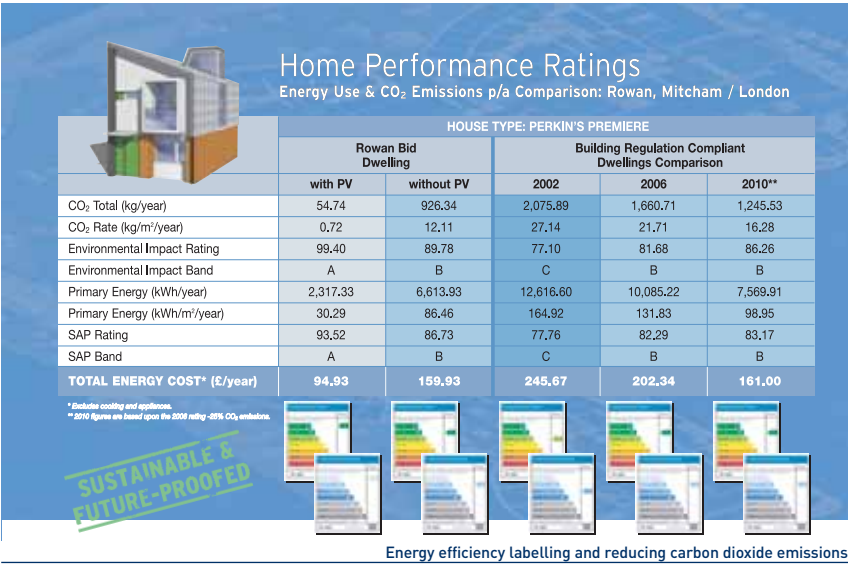 Home Performance Ratings
Energy Use & CO₂ Emissions p/a Comparison: Rowan, Mitcham / London
HOUSE TYPE: PERKIN'S PREMIERE
Rowan Bid Dwelling
Building Regulation Compliant Dwellings Comparison
with PV without PV 2002 2006 2010**
CO₂ Total (kg/year) 54.74 926.34 2,075.89 1,660.71 1,245.53
CO₂ Rate (kg/m²/year) 0.72 12.11 27.14 21.71 16.28
Environmental Impact Rating 99.40 89.78 77.10 81.68 86.26
Environmental Impact Band A B C B B
Primary Energy (kWh/year) 2,317.33 6,613.93 12,616.60 10,085.22 7,569.91
Primary Energy (kWh/m²/year) 30.29 86.46 164.92 131.83 98.95
SAP Rating 93.52 86.73 77.76 82.29 83.17
SAP Band A B C B B
TOTAL ENERGY COST* (£/year) 94.93 159.93 245.67 202.34 161.00
* Excludes cooking and appliances.
** 2010 figures are based upon the 2006 rating -25% CO₂ emissions.
SUSTAINABLE &
FUTURE-PROOFED
Energy efficiency labelling and reducing carbon dioxide emissions